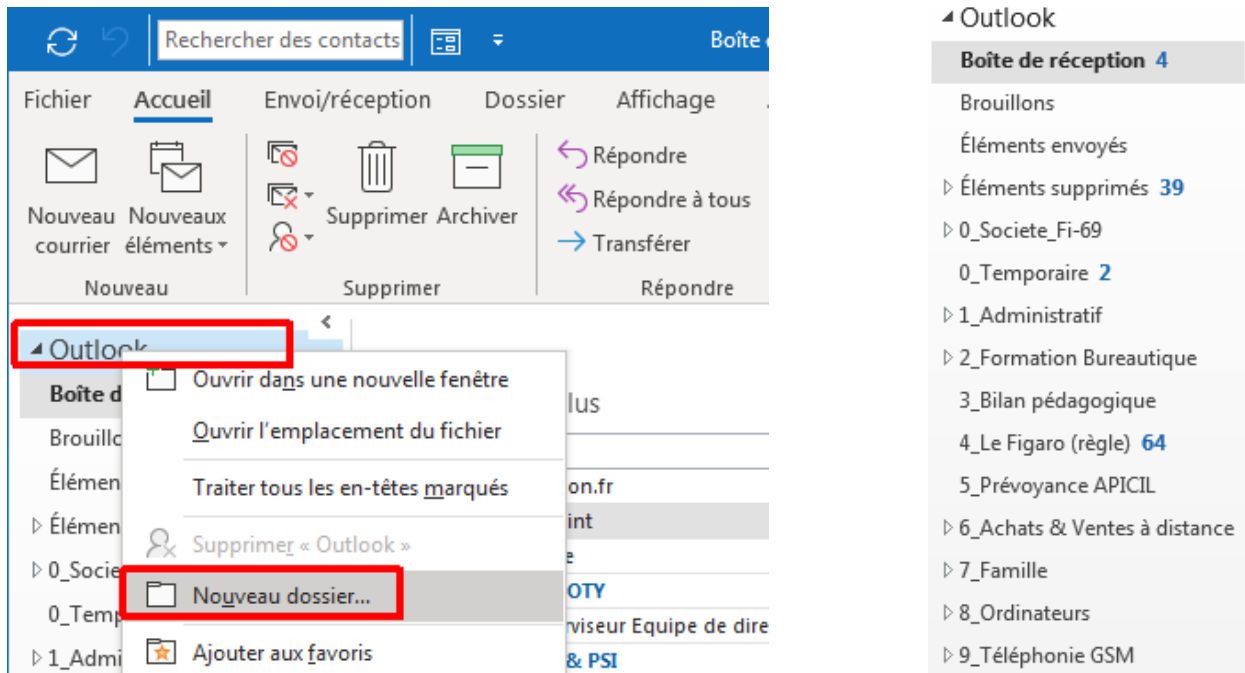 Rechercher des contacts
Boîte
Fichier Accueil Envoi/réception Dossier Affichage
Nouveau courrier
Nouveaux éléments
Supprimer Archiver
Répondre
Répondre à tous
Transférer
Nouveau Supprimer Répondre
Outlook
Boîte d
Brouillo
Élémen
Élémen
0_Socie
0_Temp
1_Admi
Ouvrir dans une nouvelle fenêtre
Ouvrir l'emplacement du fichier
Traiter tous les en-têtes marqués
Supprimer « Outlook »
Nouveau dossier...
Ajouter aux favoris
lus
on.fr
int
OTY
viseur Equipe de dire
& PSI
Outlook
Boîte de réception 4
Brouillons
Éléments envoyés
Éléments supprimés 39
0_Societe_Fi-69
0_Temporaire 2
1_Administratif
2_Formation Bureautique
3_Bilan pédagogique
4_Le Figaro (règle) 64
5_Prévoyance APICIL
6_Achats & Ventes à distance
7_Famille
8_Ordinateurs
9_Téléphonie GSM